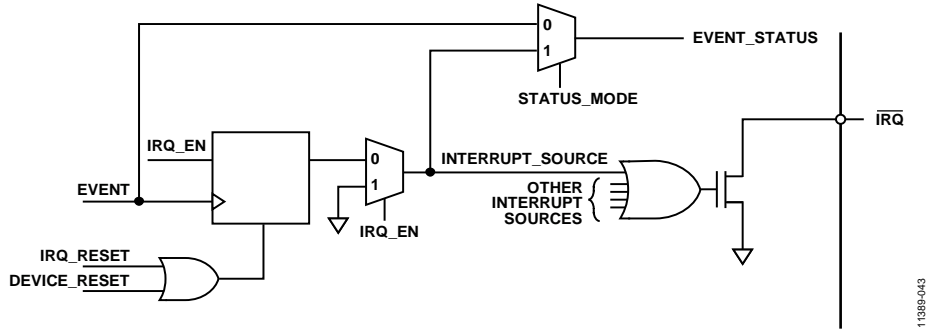 0
EVENT_STATUS
1
STATUS_MODE
IRQ
IRQ_EN
0
INTERRUPT_SOURCE
1
EVENT
OTHER
INTERRUPT
SOURCES
IRQ_EN
IRQ_RESET
DEVICE_RESET
11389-043